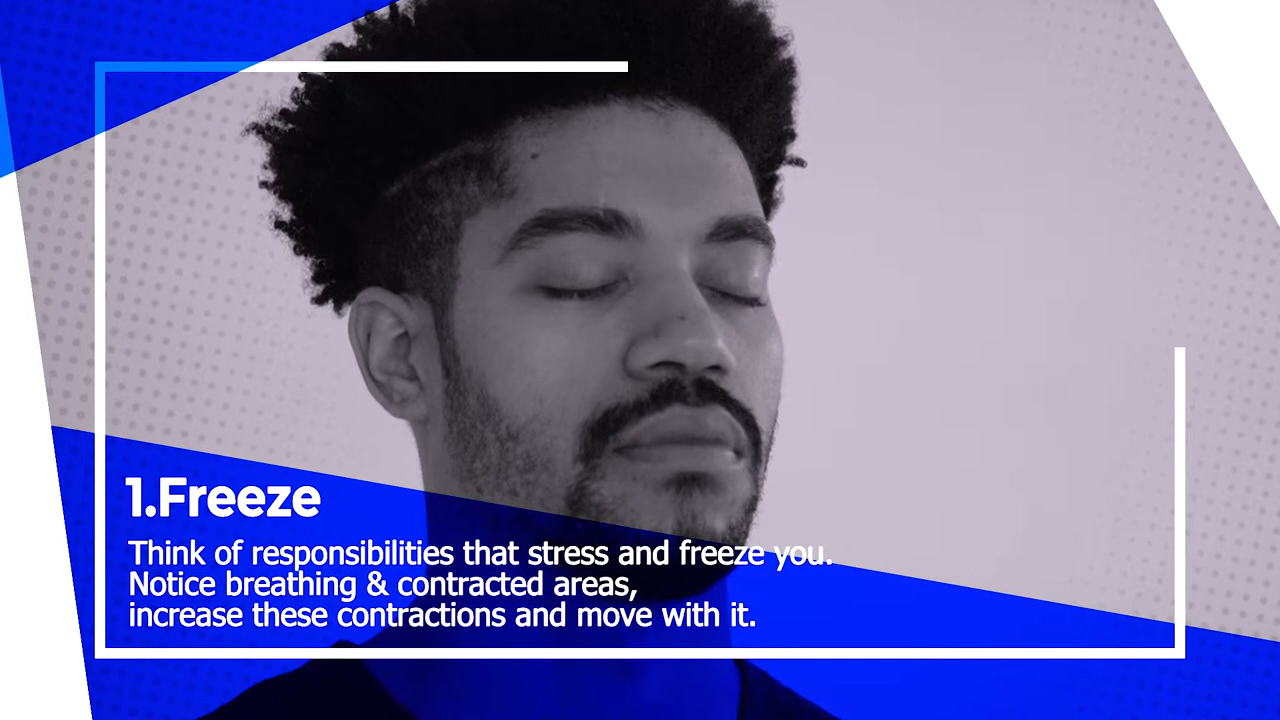 1.Freeze
Think of responsibilities that stress and freeze you.
Notice breathing & contracted areas,
increase these contractions and move with it.